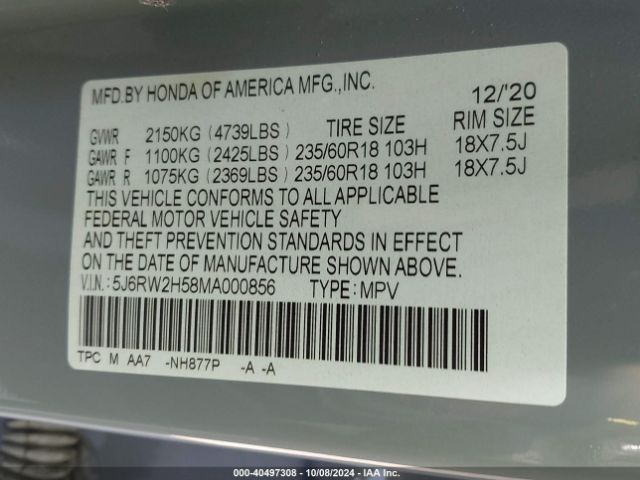 MFD.BY HONDA OF AMERICA MFG.,INC. 12/'20
GVWR 2150KG (4739LBS) TIRE SIZE RIM SIZE
GAWR F 1100KG (2425LBS) 235/60R18 103H 18X7.5J
GAWR R 1075KG (2369LBS) 235/60R18 103H 18X7.5J
THIS VEHICLE CONFORMS TO ALL APPLICABLE
FEDERAL MOTOR VEHICLE SAFETY
AND THEFT PREVENTION STANDARDS IN EFFECT
ON THE DATE OF MANUFACTURE SHOWN ABOVE.
V.I.N.: 5J6RW2H58MA000856 TYPE: MPV
TPC M AA7 -NH877P -A -A
000-40497308 - 10/08/2024 - IAA Inc.